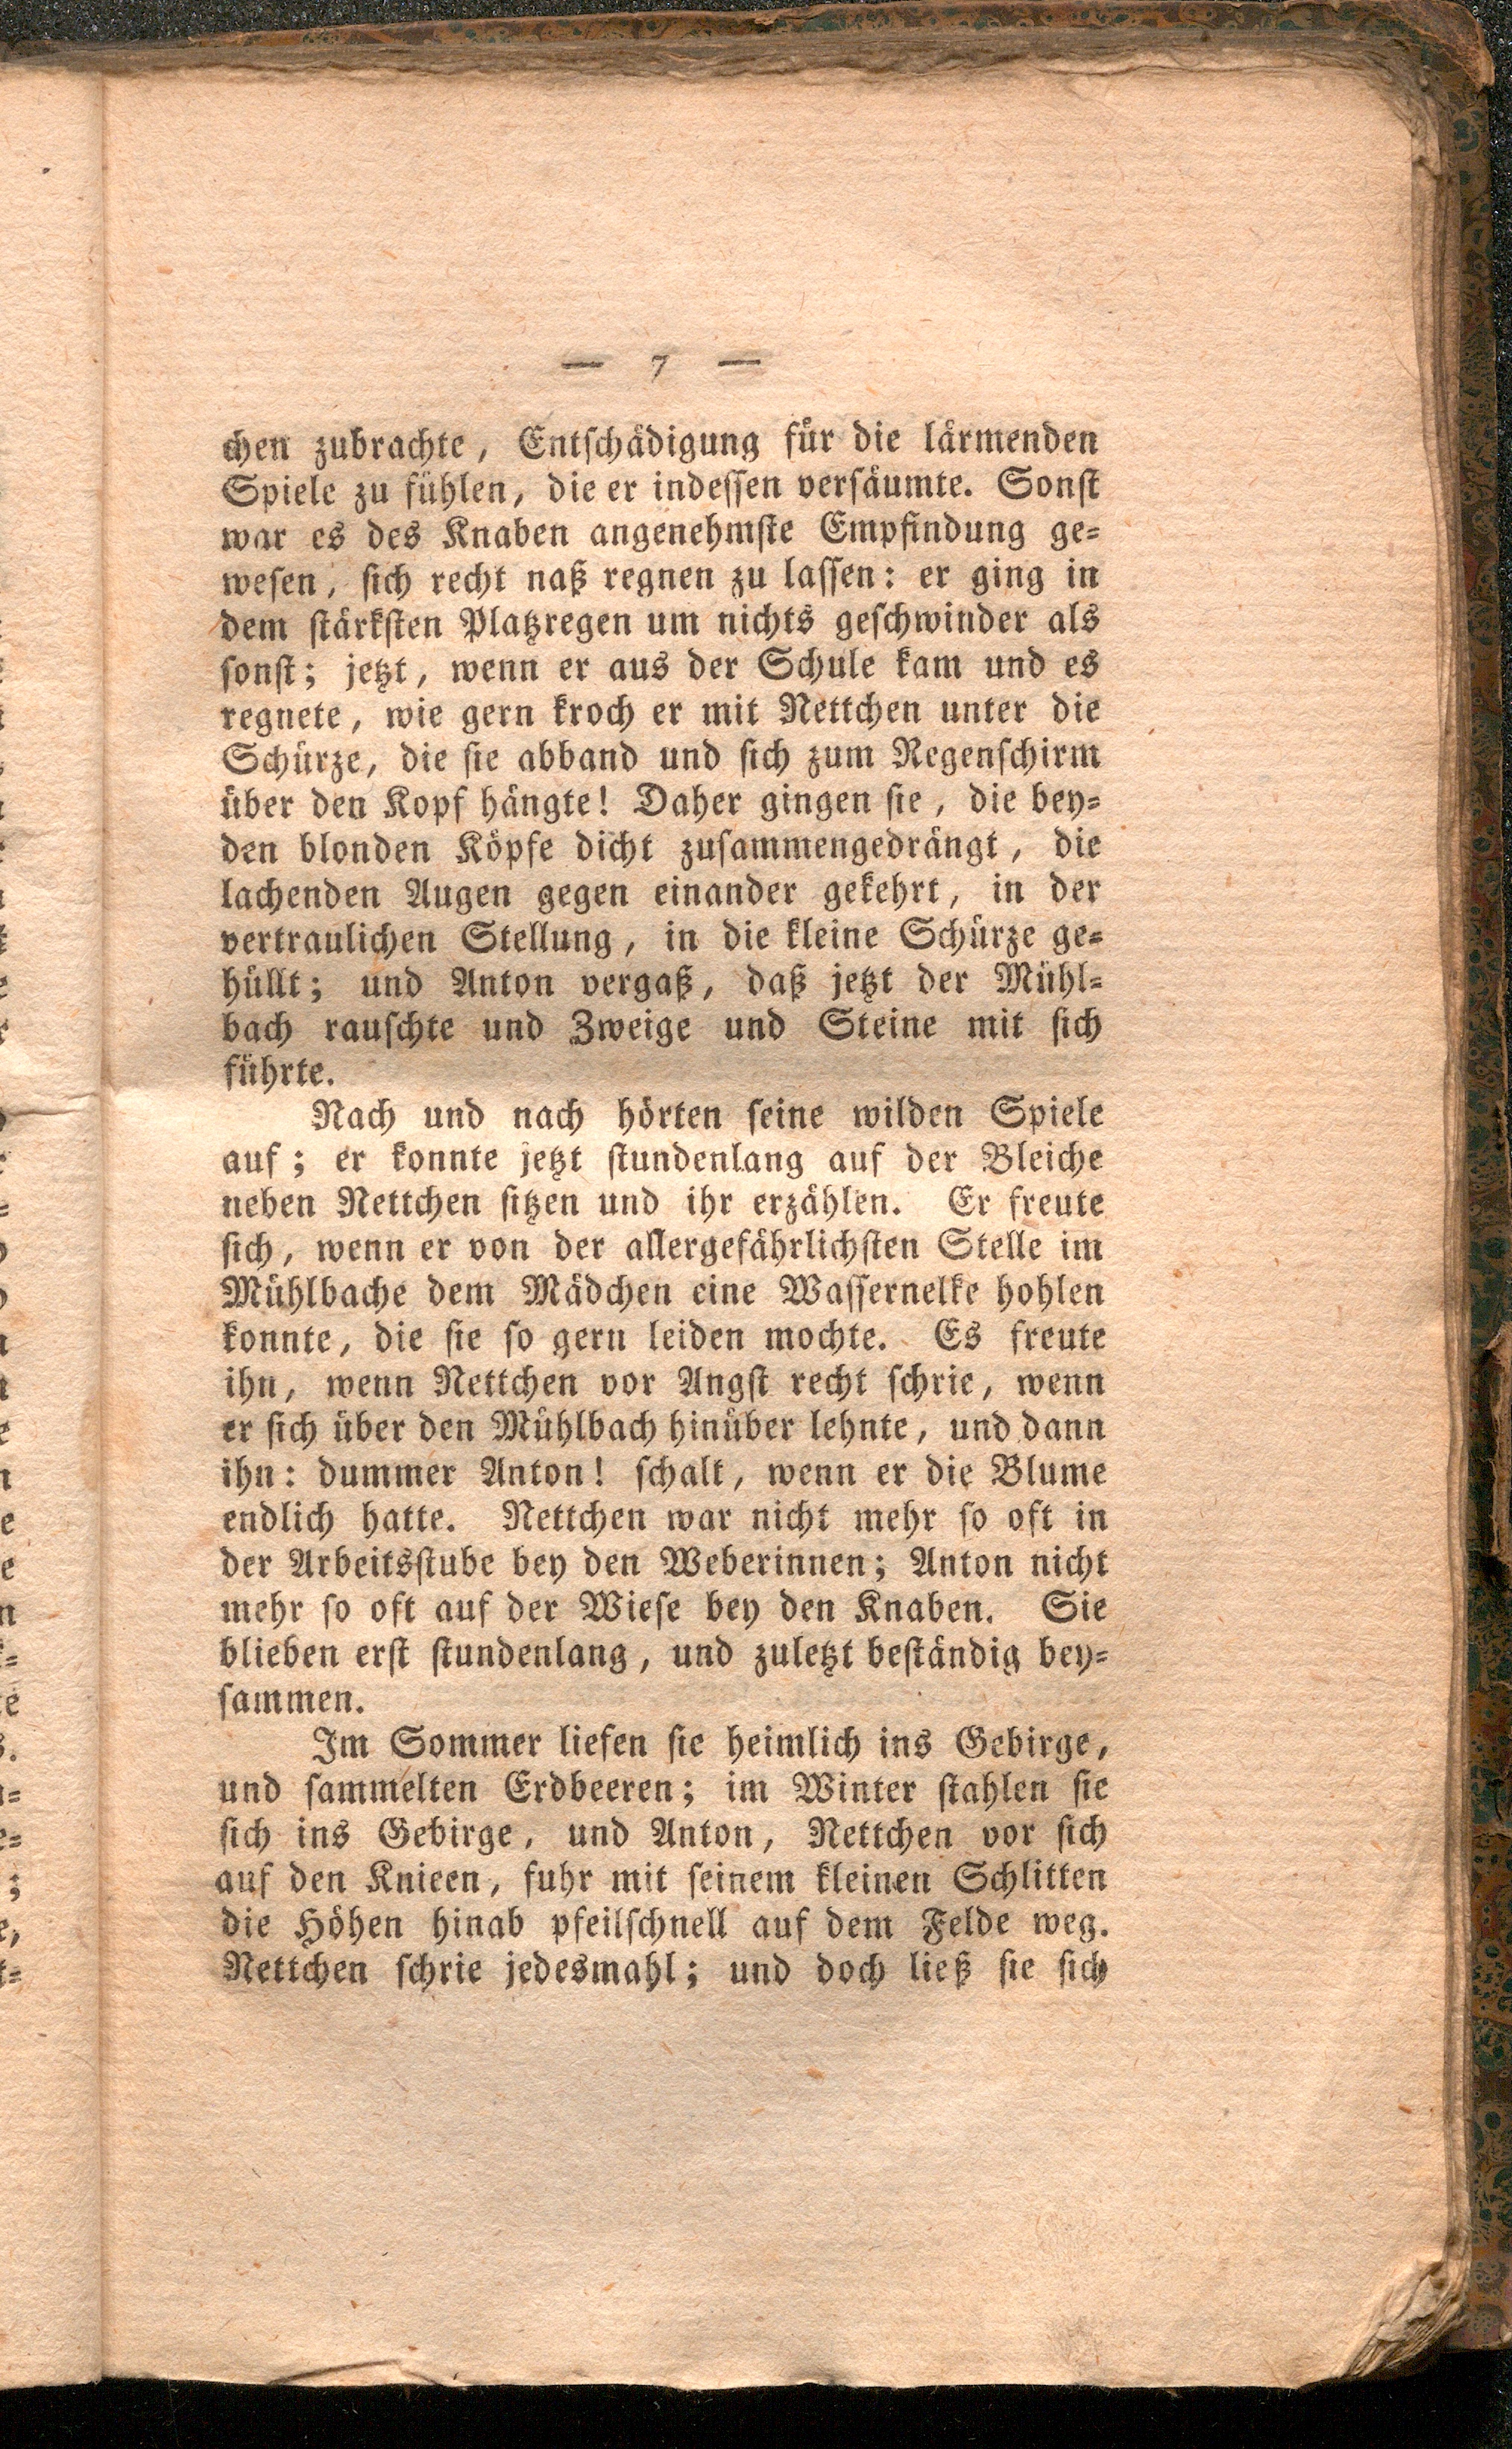 — 7 —
chen zubrachte, Entschädigung für die lärmenden
Spiele zu fühlen, die er indessen versäumte. Sonst
war es des Knaben angenehmste Empfindung ge-
wesen, sich recht naß regnen zu lassen: er ging in
dem stärksten Platzregen um nichts geschwinder als
sonst; jetzt, wenn er aus der Schule kam und es
regnete, wie gern kroch er mit Nettchen unter die
Schürze, die sie abband und sich zum Regenschirm
über den Kopf hängte! Daher gingen sie, die bey-
den blonden Köpfe dicht zusammengedrängt, die
lachenden Augen gegen einander gekehrt, in der
vertraulichen Stellung, in die kleine Schürze ge-
hüllt; und Anton vergaß, daß jetzt der Mühl-
bach rauschte und Zweige und Steine mit sich
führte.
Nach und nach hörten seine wilden Spiele
auf; er konnte jetzt stundenlang auf der Bleiche
neben Nettchen sitzen und ihr erzählen. Er freute
sich, wenn er von der allergefährlichsten Stelle im
Mühlbache dem Mädchen eine Wassernelke hohlen
konnte, die sie so gern leiden mochte. Es freute
ihn, wenn Nettchen vor Angst recht schrie, wenn
er sich über den Mühlbach hinüber lehnte, und dann
ihn: dummer Anton! schalt, wenn er die Blume
endlich hatte. Nettchen war nicht mehr so oft in
der Arbeitsstube bey den Weberinnen; Anton nicht
mehr so oft auf der Wiese bey den Knaben. Sie
blieben erst stundenlang, und zuletzt beständig bey-
sammen.
Im Sommer liefen sie heimlich ins Gebirge,
und sammelten Erdbeeren; im Winter stahlen sie
sich ins Gebirge, und Anton, Nettchen vor sich
auf den Knieen, fuhr mit seinem kleinen Schlitten
die Höhen hinab pfeilschnell auf dem Felde weg.
Nettchen schrie jedesmahl; und doch ließ sie sich